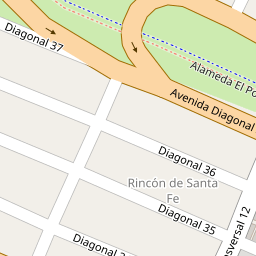 Diagonal 37
Alameda El Po
Avenida Diagonal
Diagonal 36
Rincón de Santa
Fe
Diagonal 35
Diagonal
nsversal 12